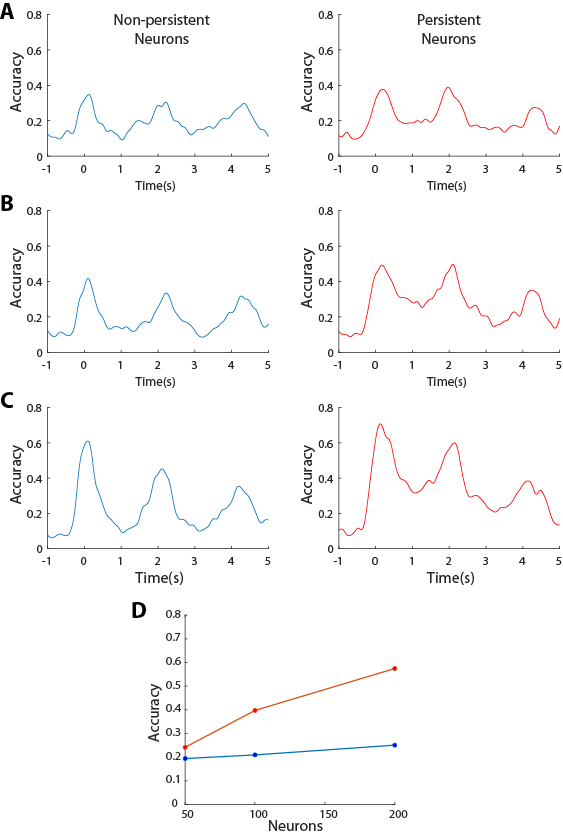 A
Non-persistent
Neurons
Persistent
Neurons
Accuracy
0.8
0.6
0.4
0.2
0
-1 0 1 2 3 4 5
Time(s)
Accuracy
0.8
0.6
0.4
0.2
0
-1 0 1 2 3 4 5
Time(s)
B
Accuracy
0.8
0.6
0.4
0.2
0
-1 0 1 2 3 4 5
Time(s)
Accuracy
0.8
0.6
0.4
0.2
0
-1 0 1 2 3 4 5
Time(s)
C
Accuracy
0.8
0.6
0.4
0.2
0
-1 0 1 2 3 4 5
Time(s)
Accuracy
0.8
0.6
0.4
0.2
0
-1 0 1 2 3 4 5
Time(s)
D
Accuracy
0.8
0.7
0.6
0.5
0.4
0.3
0.2
0.1
0
50 100 150 200
Neurons